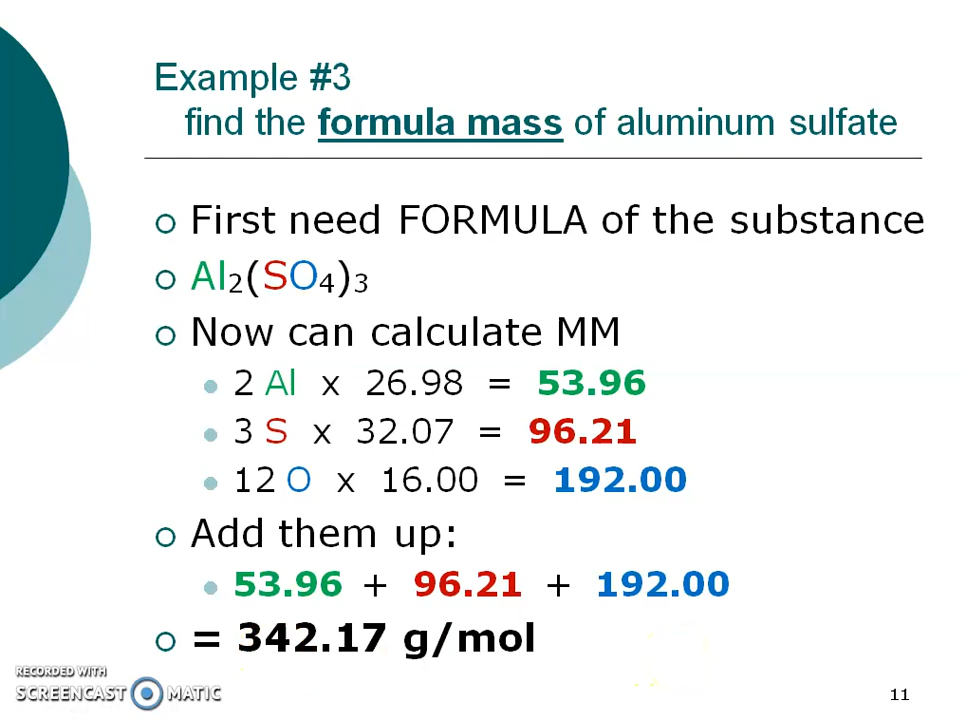 Example #3
find the formula mass of aluminum sulfate
First need FORMULA of the substance
Al₂(SO₄)₃
Now can calculate MM
2 Al x 26.98 = 53.96
3 S x 32.07 = 96.21
12 O x 16.00 = 192.00
Add them up:
53.96 + 96.21 + 192.00
= 342.17 g/mol
RECORDED WITH
SCREENCAST MATIC
11